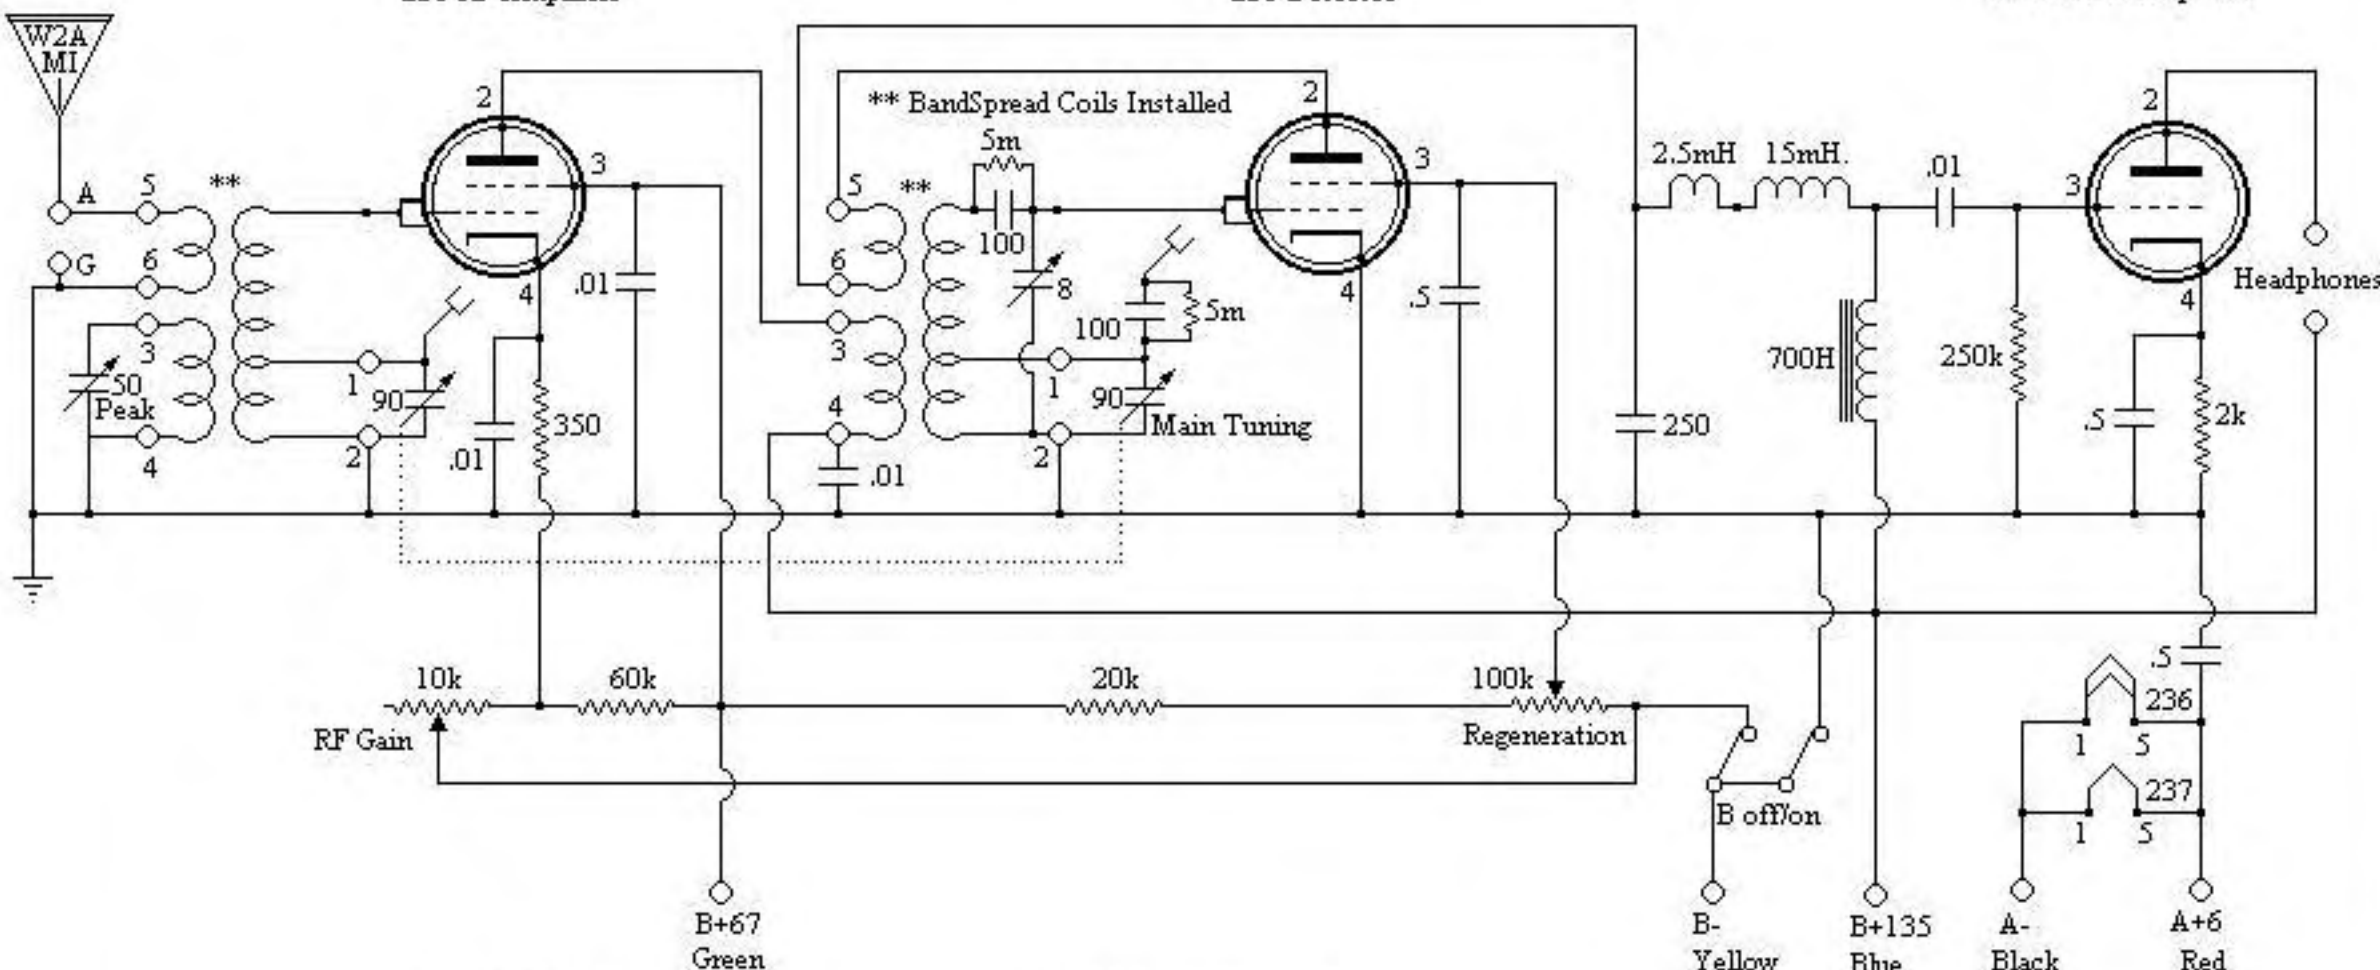 W2A
MI
A
G
5
6
3
4
50
Peak
**
1
2
90
2
3
4
.01
350
.01
** BandSpread Coils Installed
5m
5
**
6
3
4
.01
100
8
100
5m
1
2
90
Main Tuning
2
3
4
.5
2.5mH
15mH.
250
700H
.01
250k
2
3
4
.5
2k
Headphones
10k
60k
20k
100k
RF Gain
Regeneration
B off/on
.5
236
1
5
237
1
5
B+67
Green
B-
Yellow
B+135
Blue
A-
Black
A+6
Red